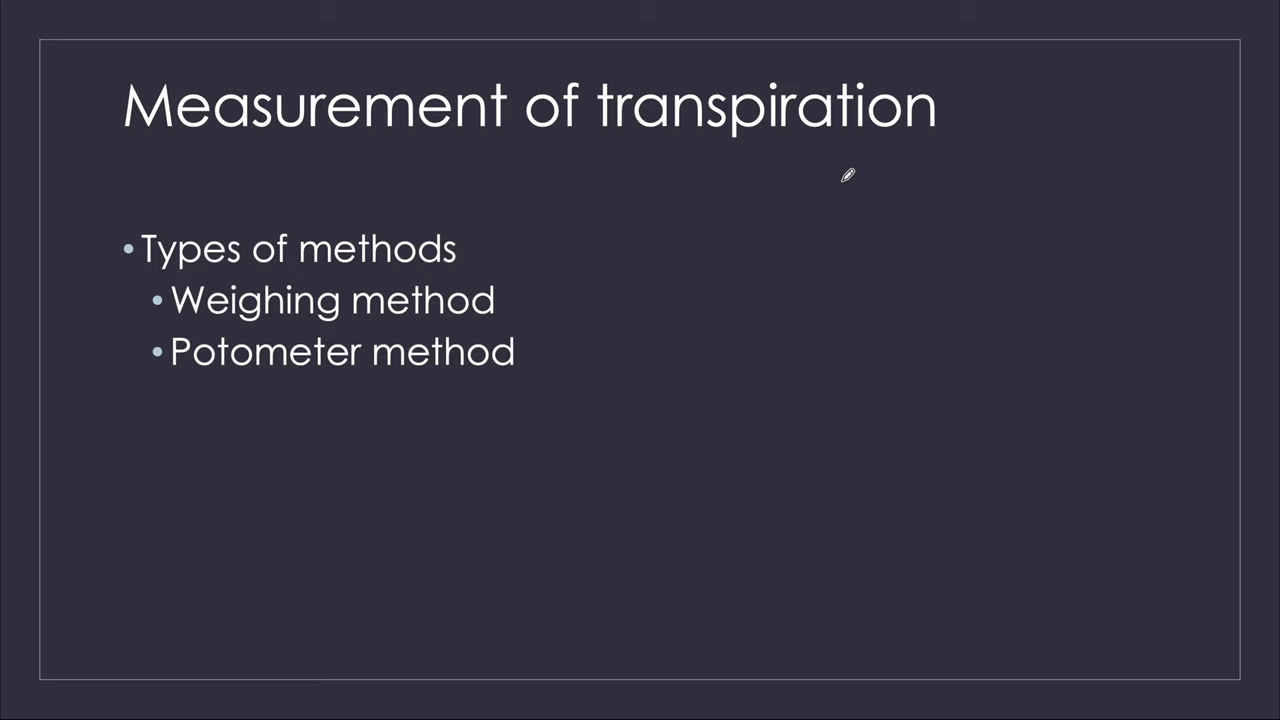 Measurement of transpiration
• Types of methods
• Weighing method
• Potometer method